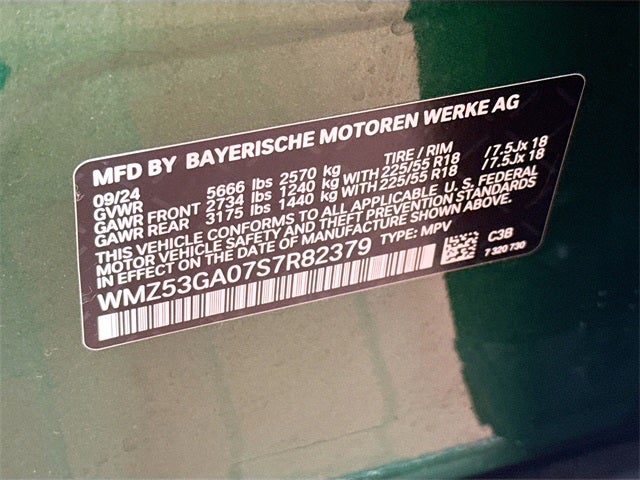 MFD BY BAYERISCHE MOTOREN WERKE AG
09/24 TIRE / RIM
GVWR 5666 lbs 2570 kg
GAWR FRONT 2734 lbs 1240 kg WITH 225/55 R18 /7.5Jx 18
GAWR REAR 3175 lbs 1440 kg WITH 225/55 R18 /7.5Jx 18
THIS VEHICLE CONFORMS TO ALL APPLICABLE U. S. FEDERAL
MOTOR VEHICLE SAFETY AND THEFT PREVENTION STANDARDS
IN EFFECT ON THE DATE OF MANUFACTURE SHOWN ABOVE.
WMZ53GA07S7R82379 TYPE: MPV
C3B
7 320 730